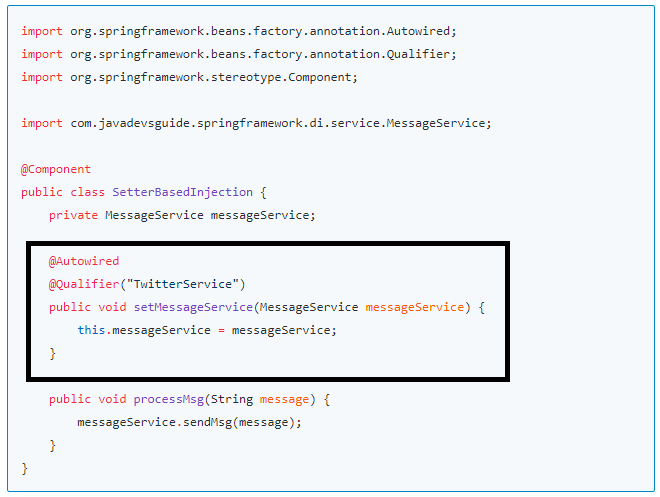 import org.springframework.beans.factory.annotation.Autowired;
import org.springframework.beans.factory.annotation.Qualifier;
import org.springframework.stereotype.Component;
import com.javadevsguide.springframework.di.service.MessageService;
@Component
public class SetterBasedInjection {
    private MessageService messageService;
    @Autowired
    @Qualifier("TwitterService")
    public void setMessageService(MessageService messageService) {
        this.messageService = messageService;
    }
    public void processMsg(String message) {
        messageService.sendMsg(message);
    }
}